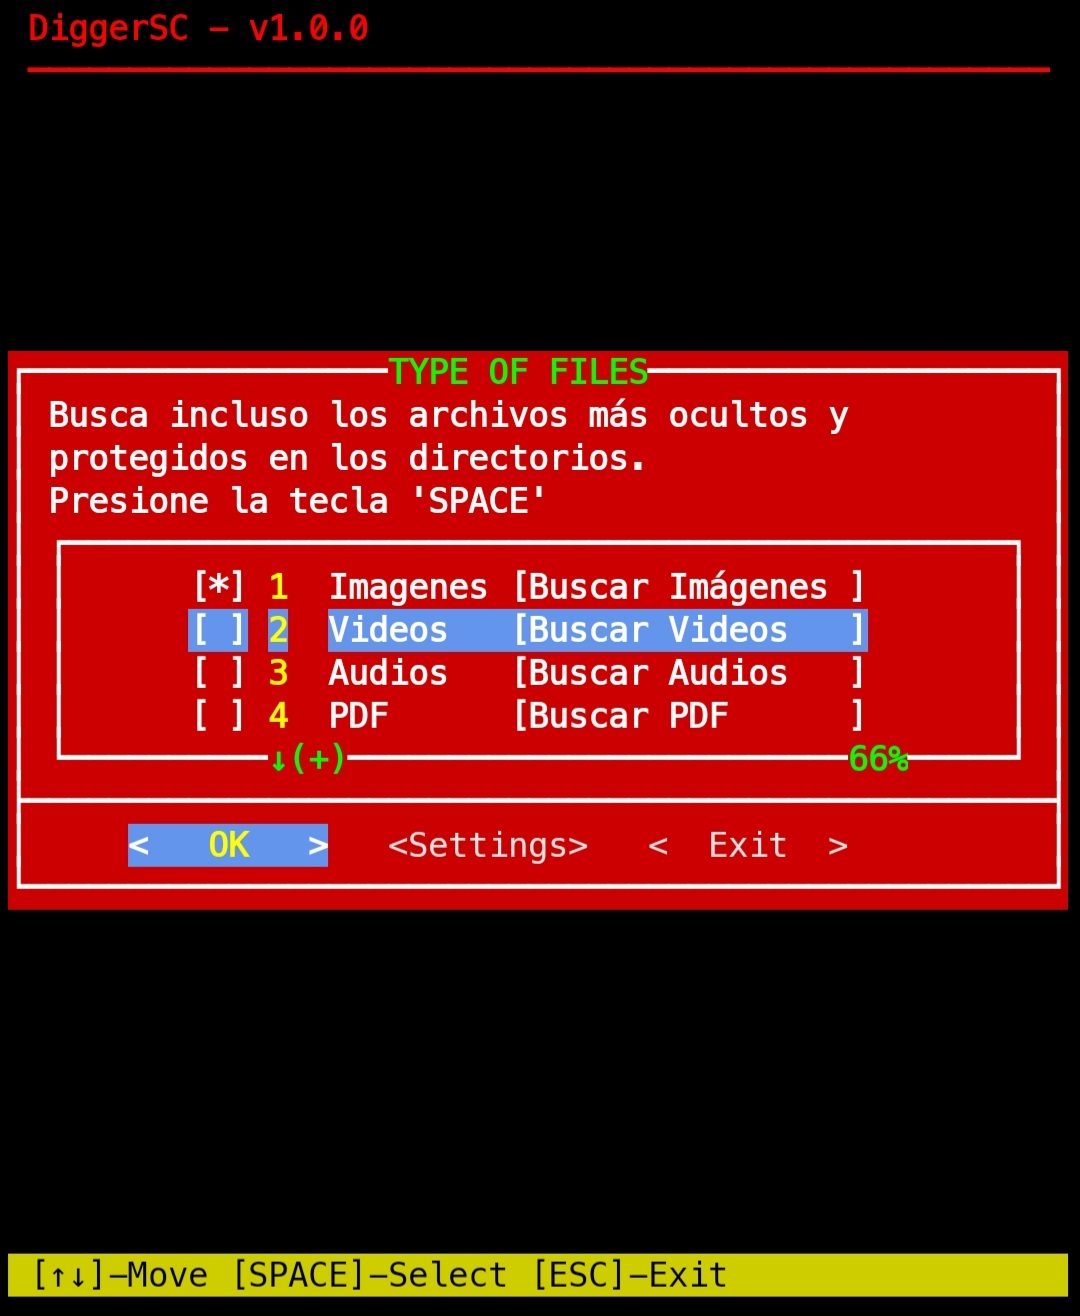 DiggerSC - v1.0.0
TYPE OF FILES
Busca incluso los archivos más ocultos y
protegidos en los directorios.
Presione la tecla 'SPACE'
[*] 1 Imagenes [Buscar Imágenes ]
[ ] 2 Videos [Buscar Videos ]
[ ] 3 Audios [Buscar Audios ]
[ ] 4 PDF [Buscar PDF ]
↓(+) 66%
< OK > <Settings> < Exit >
[↑↓]-Move [SPACE]-Select [ESC]-Exit